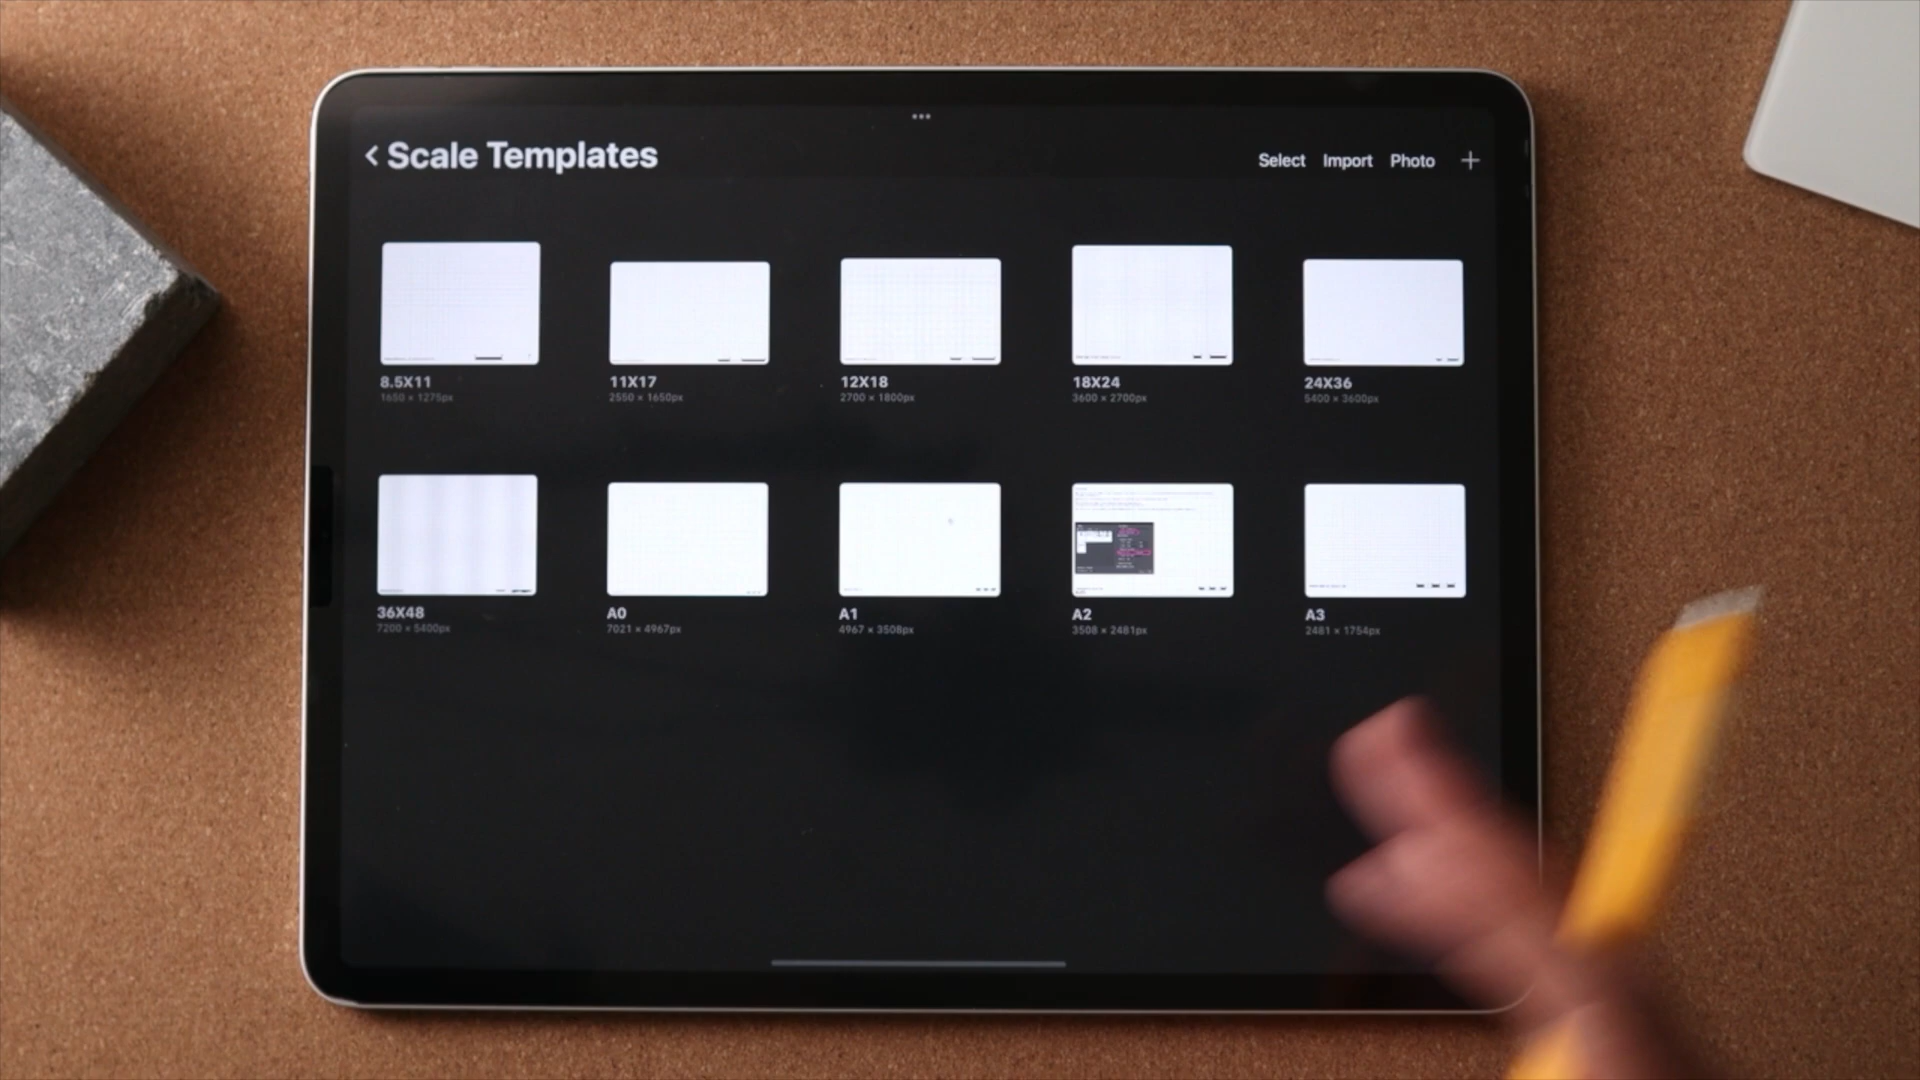 Scale Templates
Select
Import
Photo
8.5X11
1650 × 1275px
11X17
2550 × 1650px
12X18
2700 × 1800px
18X24
3600 × 2700px
24X36
5400 × 3600px
36X48
7200 × 5400px
A0
7021 × 4967px
A1
4967 × 3508px
A2
3508 × 2481px
A3
2481 × 1754px